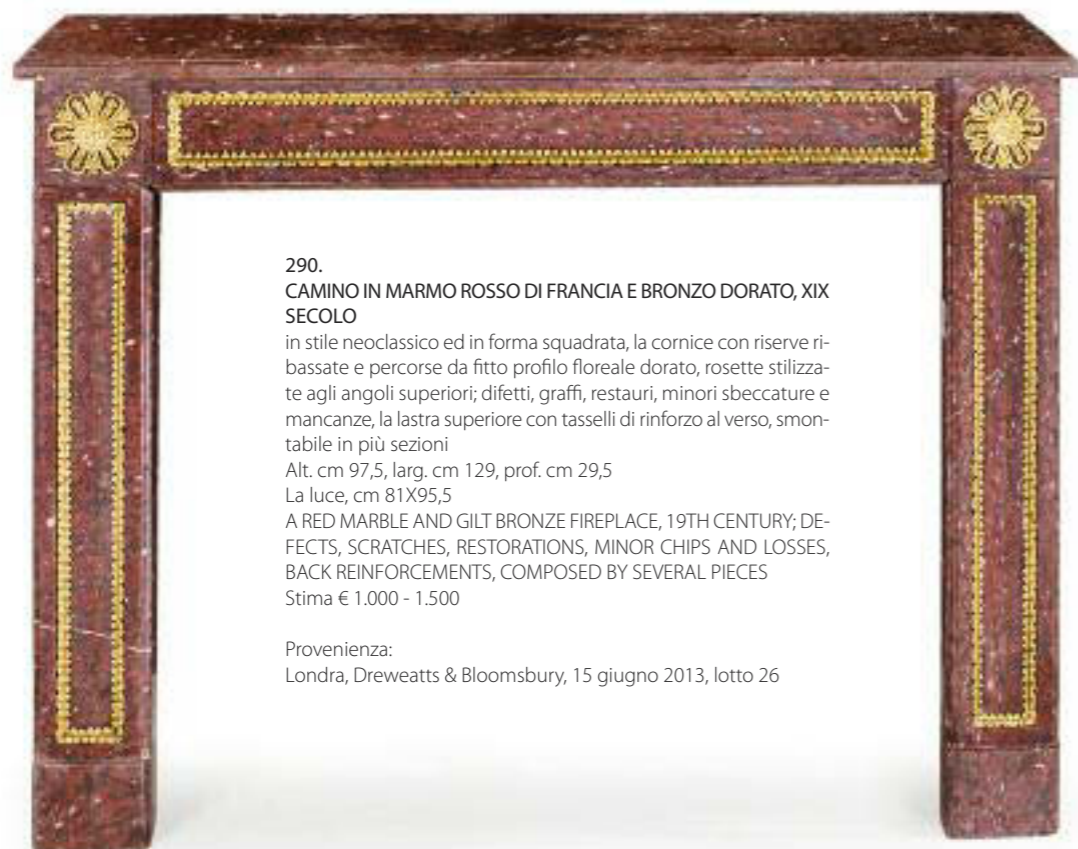 290.
CAMINO IN MARMO ROSSO DI FRANCIA E BRONZO DORATO, XIX
SECOLO
in stile neoclassico ed in forma squadrata, la cornice con riserve ri-
bassate e percorse da fitto profilo floreale dorato, rosette stilizza-
te agli angoli superiori; difetti, graffi, restauri, minori sbeccature e
mancanze, la lastra superiore con tasselli di rinforzo al verso, smon-
tabile in più sezioni
Alt. cm 97,5, larg. cm 129, prof. cm 29,5
La luce, cm 81X95,5
A RED MARBLE AND GILT BRONZE FIREPLACE, 19TH CENTURY; DE-
FECTS, SCRATCHES, RESTORATIONS, MINOR CHIPS AND LOSSES,
BACK REINFORCEMENTS, COMPOSED BY SEVERAL PIECES
Stima € 1.000 - 1.500
Provenienza:
Londra, Dreweatts & Bloomsbury, 15 giugno 2013, lotto 26